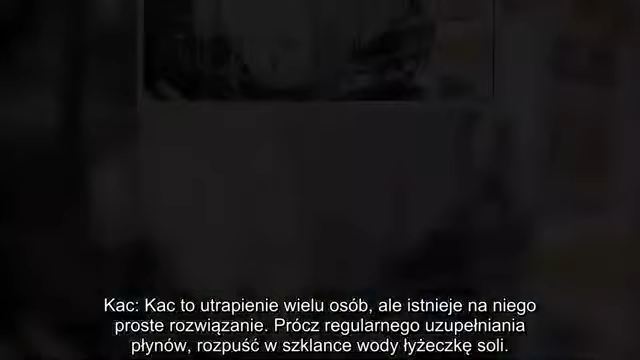 Kac: Kac to utrapienie wielu osób, ale istnieje na niego
proste rozwiązanie. Prócz regularnego uzupełniania
płynów, rozpuść w szklance wody łyżeczkę soli.